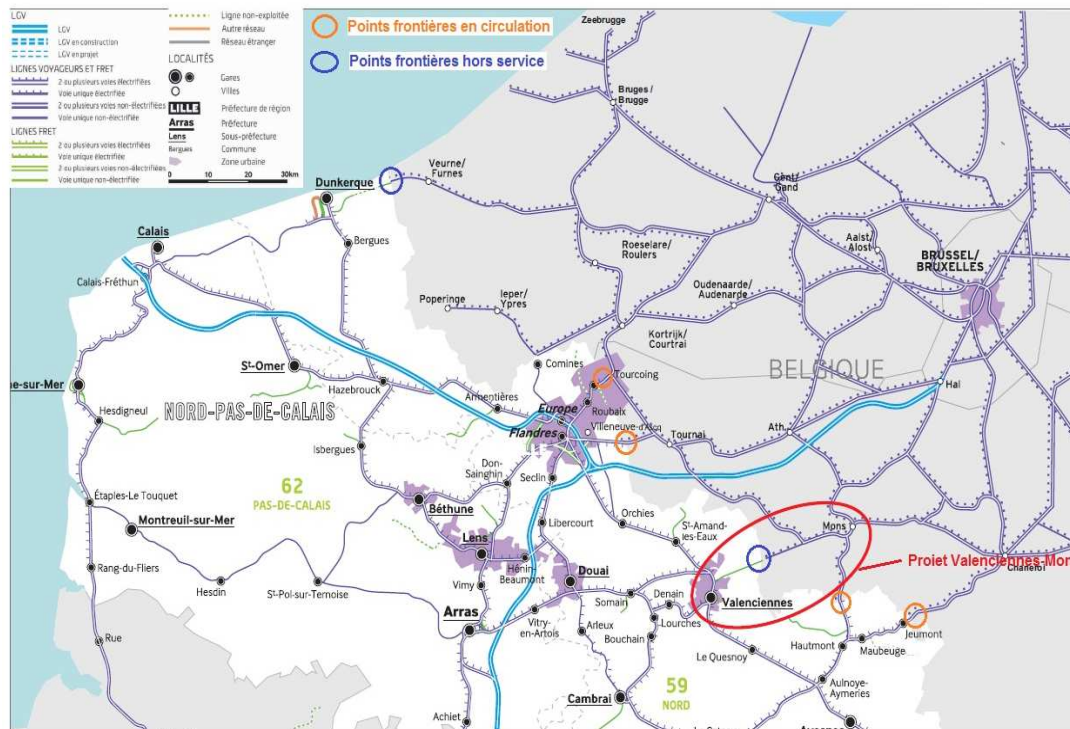 LGV
LGV
LGV en construction
LGV en projet
LIGNES VOYAGEURS ET FRET
2 ou plusieurs voies électrifiées
Voie unique électrifiée
2 ou plusieurs voies non-électrifiées
Voie unique non-électrifiée
LIGNES FRET
2 ou plusieurs voies électrifiées
Voie unique électrifiée
2 ou plusieurs voies non-électrifiées
Voie unique non-électrifiée
Ligne non-exploitée
Autre réseau
Réseau étranger
LOCALITÉS
Gares
Villes
LILLE Préfecture de région
Arras Préfecture
Lens Sous-préfecture
Bergues Commune
Zone urbaine
0 10 20 30km
Points frontières en circulation
Points frontières hors service
Zeebrugge
Bruges /
Brugge
Veurne/
Furnes
Dunkerque
Gent/
Gand
Calais
Bergues
Roeselare/
Roulers
Aalst/
Alost
BRUSSEL/
BRUXELLES
Calais-Fréthun
Poperinge
Ieper/
Ypres
Oudenaarde/
Audenarde
Kortrijk/
Courtrai
BELGIQUE
St-Omer
Comines
Tourcoing
Hazebrouck
ne-sur-Mer
Hal
Armentières
Europe
Roubaix
Hesdigneul
NORD-PAS-DE-CALAIS
Villeneuve-d'Ascq
Flandres
Tournai
Ath
Isbergues
Don-
Sainghin
Seclin
62
PAS-DE-CALAIS
Étaples-Le Touquet
Béthune
Libercourt
Orchies
St-Amand-
les-Eaux
Mons
Montreuil-sur-Mer
Lens
Hénin-
Beaumont
Projet Valenciennes-Mon
Charleroi
Rang-du-Fliers
Hesdin
St-Pol-sur-Ternoise
Vimy
Douai
Somain
Denain
Valenciennes
Arras
Vitry-
en-Artois
Arleux
Lourches
Bouchain
Jeumont
Rue
Le Quesnoy
Hautmont
Maubeuge
59
NORD
Aulnoye-
Aymeries
Cambrai
Achiet